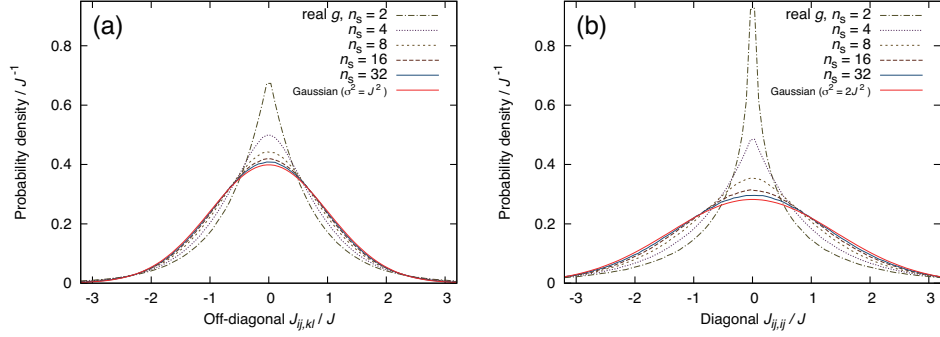 (a)
real g, nₛ = 2
nₛ = 4
nₛ = 8
nₛ = 16
nₛ = 32
Gaussian (σ² = J²)
Probability density / J⁻¹
0.8
0.6
0.4
0.2
0
-3 -2 -1 0 1 2 3
Off-diagonal Jᵢⱼ,ₖₗ / J
(b)
real g, nₛ = 2
nₛ = 4
nₛ = 8
nₛ = 16
nₛ = 32
Gaussian (σ² = 2J²)
Probability density / J⁻¹
0.8
0.6
0.4
0.2
0
-3 -2 -1 0 1 2 3
Diagonal Jᵢⱼ,ᵢⱼ / J